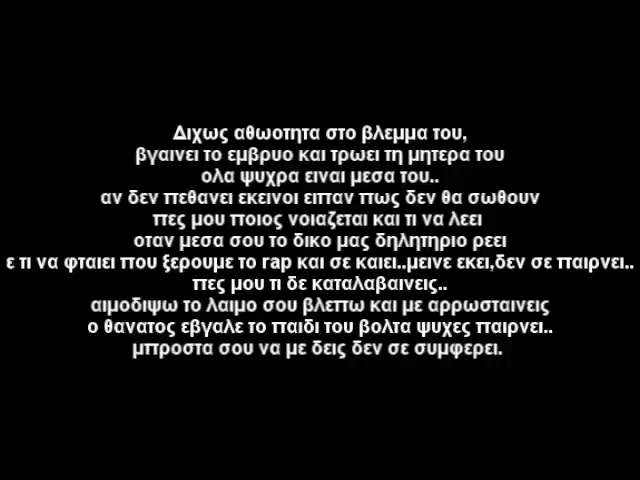 Διχως αθωοτητα στο βλεμμα του,
βγαινει το εμβρυο και τρωει τη μητερα του
ολα ψυχρα ειναι μεσα του..
αν δεν πεθανει εκεινοι ειπαν πως δεν θα σωθουν
πες μου ποιος νοιαζεται και τι να λεει
οταν μεσα σου το δικο μας δηλητηριο ρεει
ε τι να φταιει που ξερουμε το rap και σε καιει..μεινε εκει,δεν σε παιρνει..
πες μου τι δε καταλαβαινεις..
αιμοδιψω το λαιμο σου βλεπω και με αρρωσταινεις
ο θανατος εβγαλε το παιδι του βολτα ψυχες παιρνει..
μπροστα σου να με δεις δεν σε συμφερει.